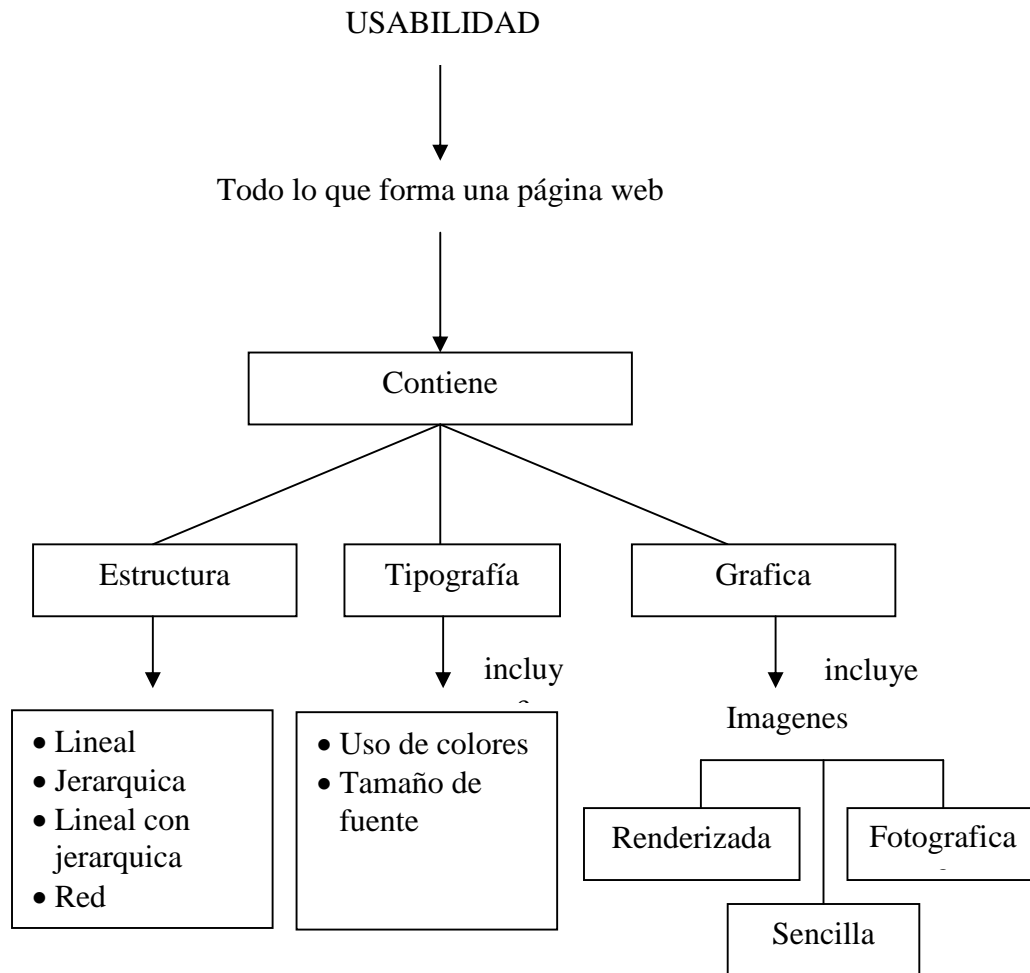 USABILIDAD
Todo lo que forma una página web
Contiene
Estructura
Tipografía
Grafica
incluy
incluye
Imagenes
• Lineal
• Jerarquica
• Lineal con
jerarquica
• Red
• Uso de colores
• Tamaño de
fuente
Renderizada
Fotografica
Sencilla